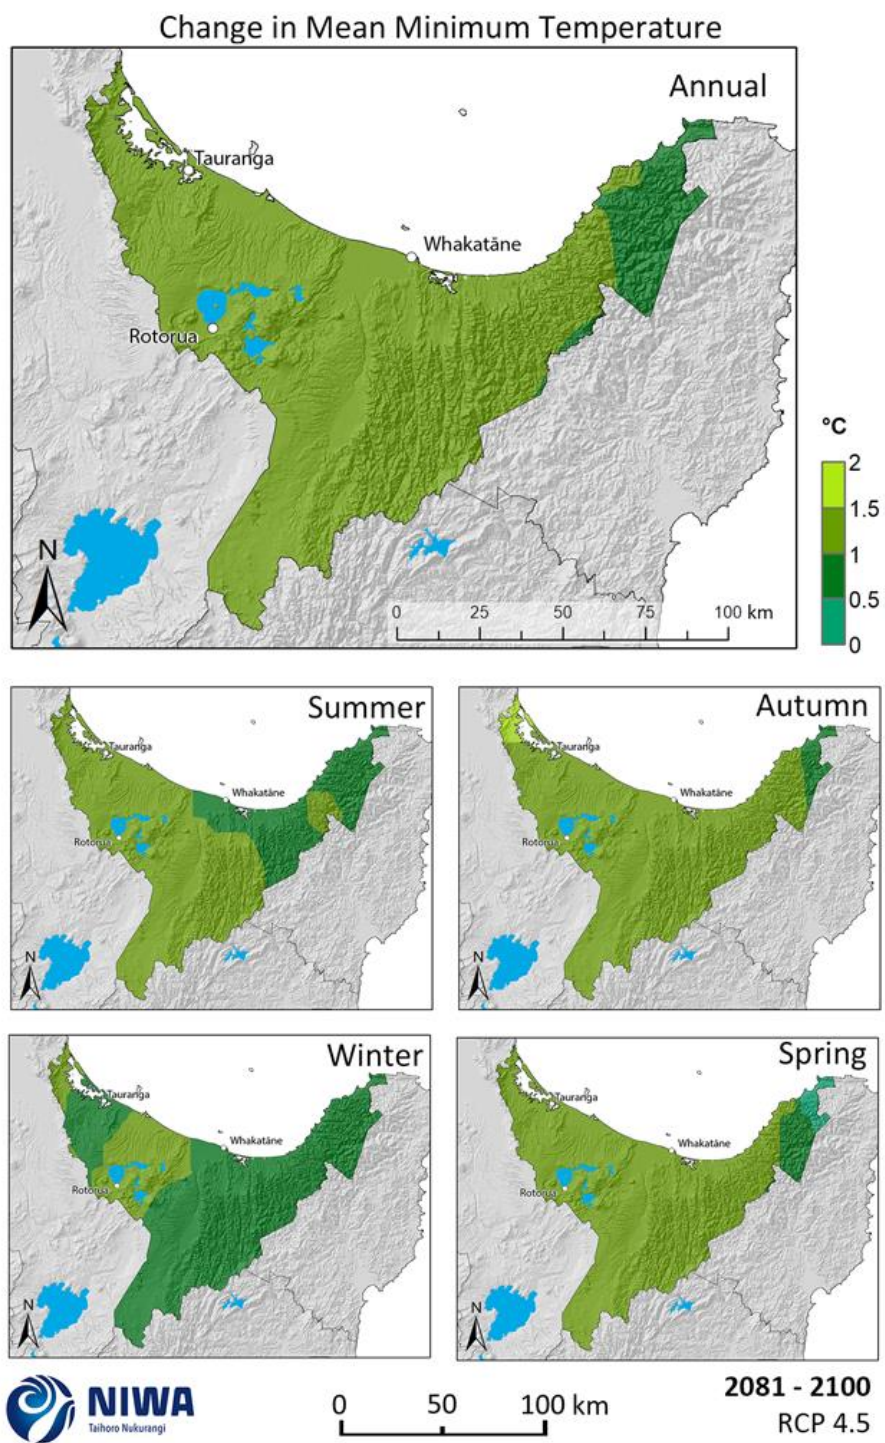 Change in Mean Minimum Temperature
Annual
Tauranga
Whakatāne
Rotorua
°C
2
1.5
1
0.5
0
N
0 25 50 75 100 km
Summer
Tauranga
Whakatāne
Rotorua
N
Autumn
Tauranga
Whakatāne
Rotorua
N
Winter
Tauranga
Whakatāne
Rotorua
N
Spring
Tauranga
Whakatāne
Rotorua
N
NIWA
Taihoro Nukurangi
0 50 100 km
2081 - 2100
RCP 4.5